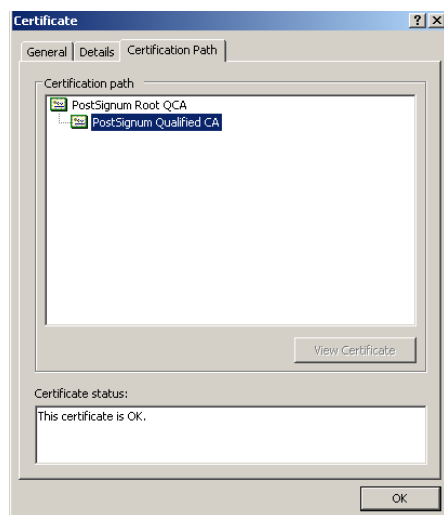 Certificate
General Details Certification Path
Certification path
PostSignum Root QCA
PostSignum Qualified CA
View Certificate
Certificate status:
This certificate is OK.
OK